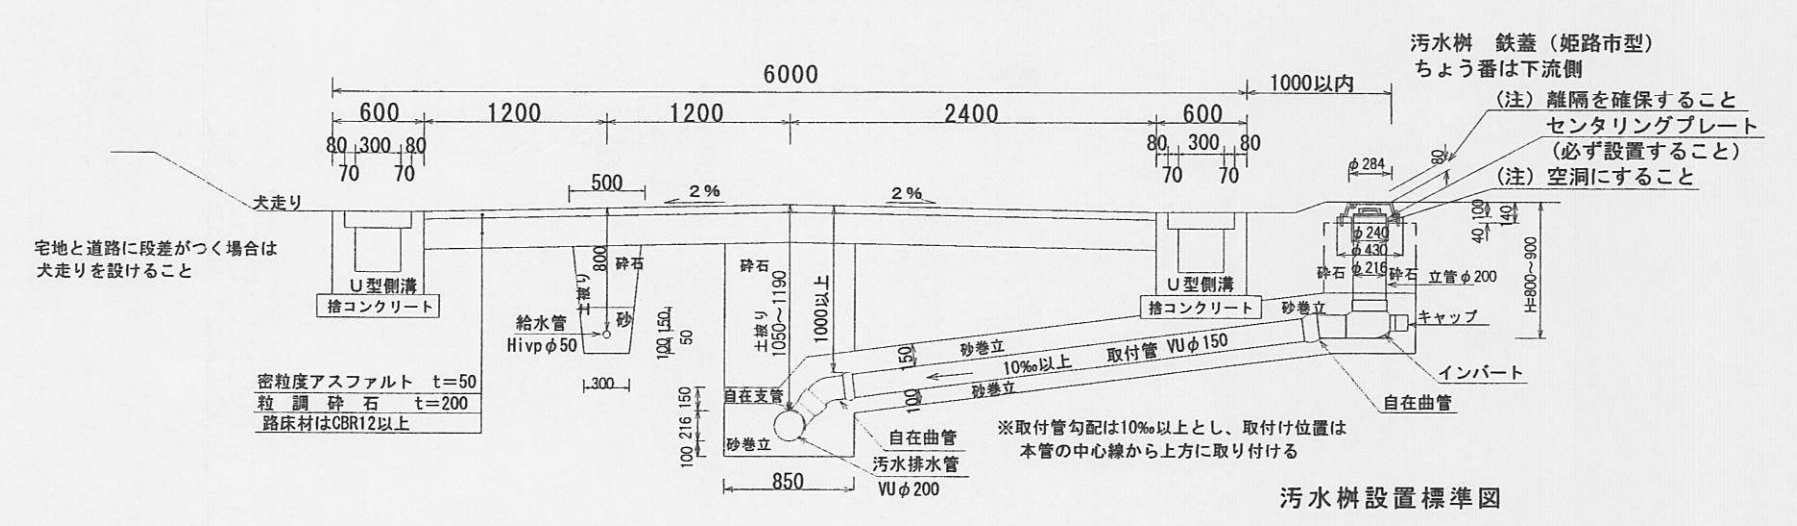 汚水桝　鉄蓋（姫路市型）
ちょう番は下流側
6000
1000以内
600
1200
1200
2400
600
（注）離隔を確保すること
センタリングプレート
（必ず設置すること）
（注）空洞にすること
80 300 80
70 70
80 300 80
70 70
φ284
80
500
2%
2%
犬走り
宅地と道路に段差がつく場合は
犬走りを設けること
100
140
40
φ240
φ430
φ216
砕石
砕石
立管φ200
H=800～900
800
土被り
砕石
砕石
土被り
1050～1190
1000以上
U型側溝
捨コンクリート
U型側溝
捨コンクリート
給水管
Hivpφ50
砂
150
50
100
300
砂巻立
キャップ
砂巻立
150
10‰以上
取付管 VUφ150
砂巻立
100
インバート
自在曲管
密粒度アスファルト　t=50
粒　調　砕　石　t=200
路床材はCBR12以上
自在支管
150
216
100
砂巻立
自在曲管
汚水排水管
VUφ200
850
※取付管勾配は10‰以上とし、取付け位置は
本管の中心線から上方に取り付ける
汚水桝設置標準図